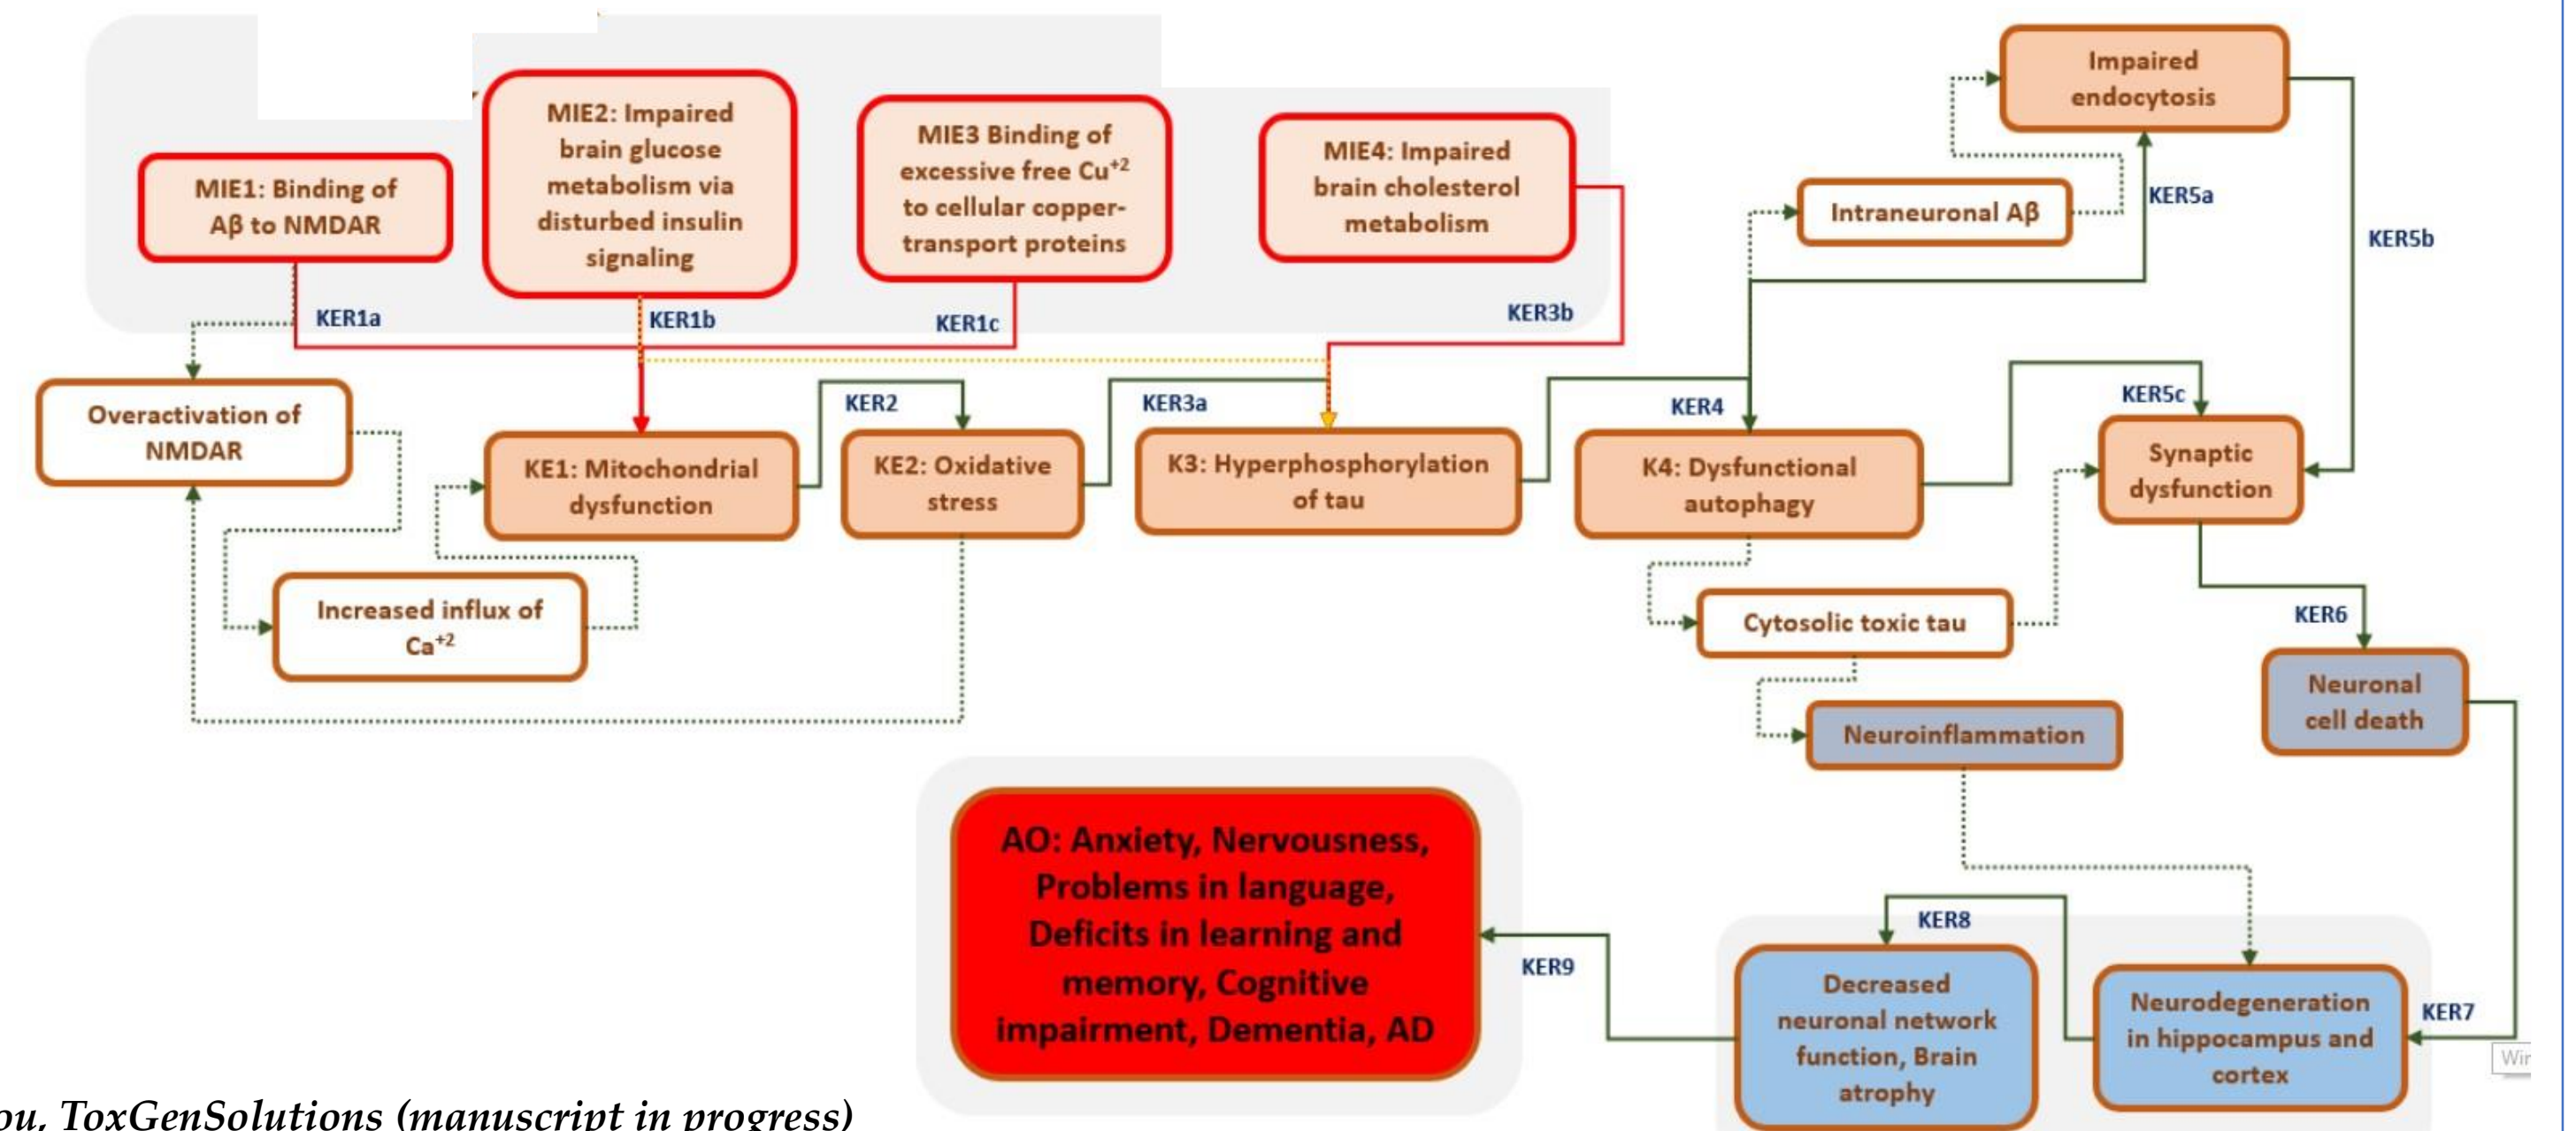 Impaired
endocytosis
MIE2: Impaired
brain glucose
metabolism via
disturbed insulin
signaling
MIE3 Binding of
excessive free Cu+2
to cellular copper-
transport proteins
MIE4: Impaired
brain cholesterol
metabolism
MIE1: Binding of
Aβ to NMDAR
Intraneuronal Aβ
KER5a
KER5b
KER1a
KER1b
KER1c
KER3b
Overactivation of
NMDAR
KER2
KER3a
KER4
KER5c
KE1: Mitochondrial
dysfunction
KE2: Oxidative
stress
K3: Hyperphosphorylation
of tau
K4: Dysfunctional
autophagy
Synaptic
dysfunction
Increased influx of
Ca+2
Cytosolic toxic tau
KER6
Neuronal
cell death
Neuroinflammation
AO: Anxiety, Nervousness,
Problems in language,
Deficits in learning and
memory, Cognitive
impairment, Dementia, AD
KER9
KER8
Decreased
neuronal network
function, Brain
atrophy
Neurodegeneration
in hippocampus and
cortex
KER7
ToxGenSolutions (manuscript in progress)